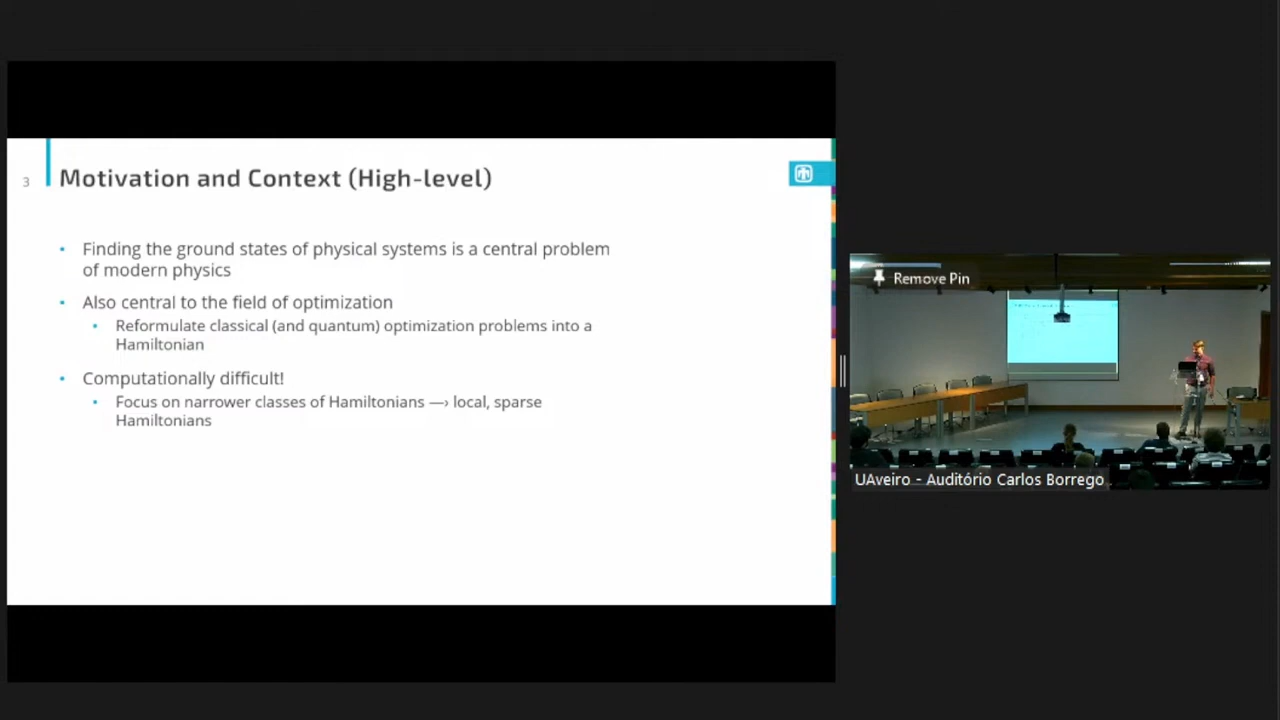 3
Motivation and Context (High-level)
• Finding the ground states of physical systems is a central problem
of modern physics
• Also central to the field of optimization
• Reformulate classical (and quantum) optimization problems into a
Hamiltonian
• Computationally difficult!
• Focus on narrower classes of Hamiltonians —› local, sparse
Hamiltonians
Remove Pin
UAveiro - Auditório Carlos Borrego